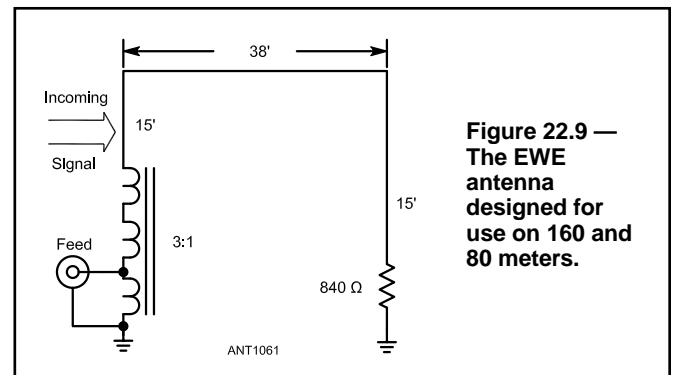 38'
Incoming
Signal
15'
Feed
3:1
15'
840 Ω
ANT1061
Figure 22.9 —
The EWE
antenna
designed for
use on 160 and
80 meters.